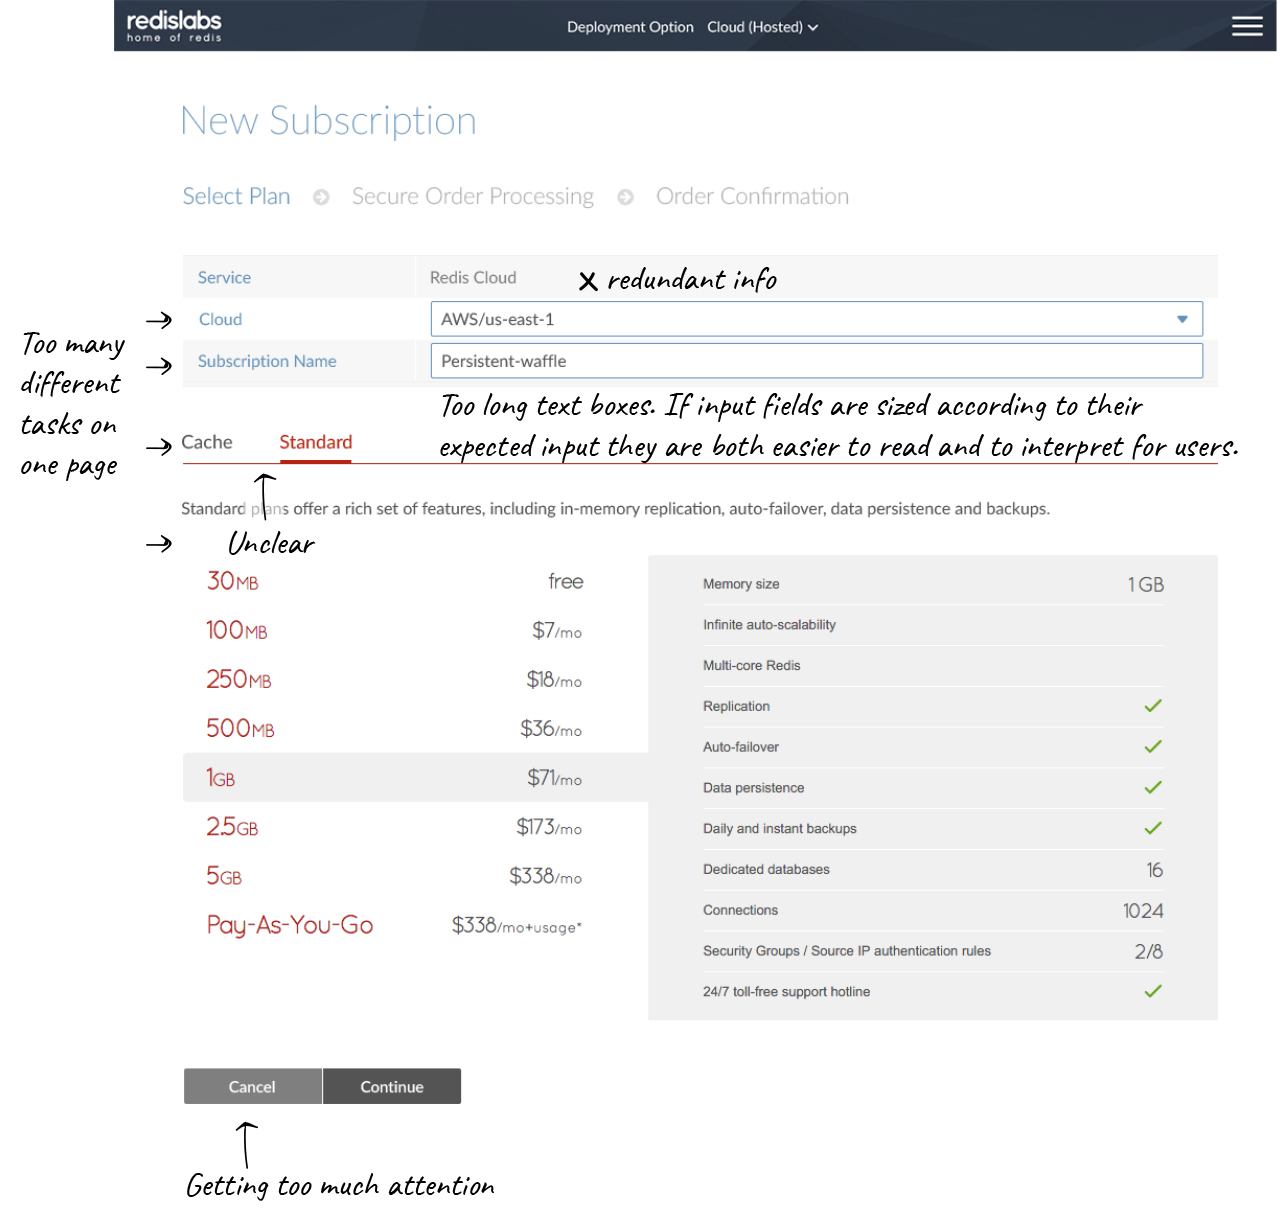 redislabs
home of redis
Deployment Option Cloud (Hosted)
New Subscription
Select Plan Secure Order Processing Order Confirmation
Service Redis Cloud x redundant info
Cloud AWS/us-east-1
Subscription Name Persistent-waffle
Too many
different
tasks on
one page
Too long text boxes. If input fields are sized according to their
expected input they are both easier to read and to interpret for users.
Cache Standard
Standard plans offer a rich set of features, including in-memory replication, auto-failover, data persistence and backups.
Unclear
30MB free
100MB $7/mo
250MB $18/mo
500MB $36/mo
1GB $71/mo
2.5GB $173/mo
5GB $338/mo
Pay-As-You-Go $338/mo+usage*
Memory size 1 GB
Infinite auto-scalability
Multi-core Redis
Replication
Auto-failover
Data persistence
Daily and instant backups
Dedicated databases 16
Connections 1024
Security Groups / Source IP authentication rules 2/8
24/7 toll-free support hotline
Cancel Continue
Getting too much attention